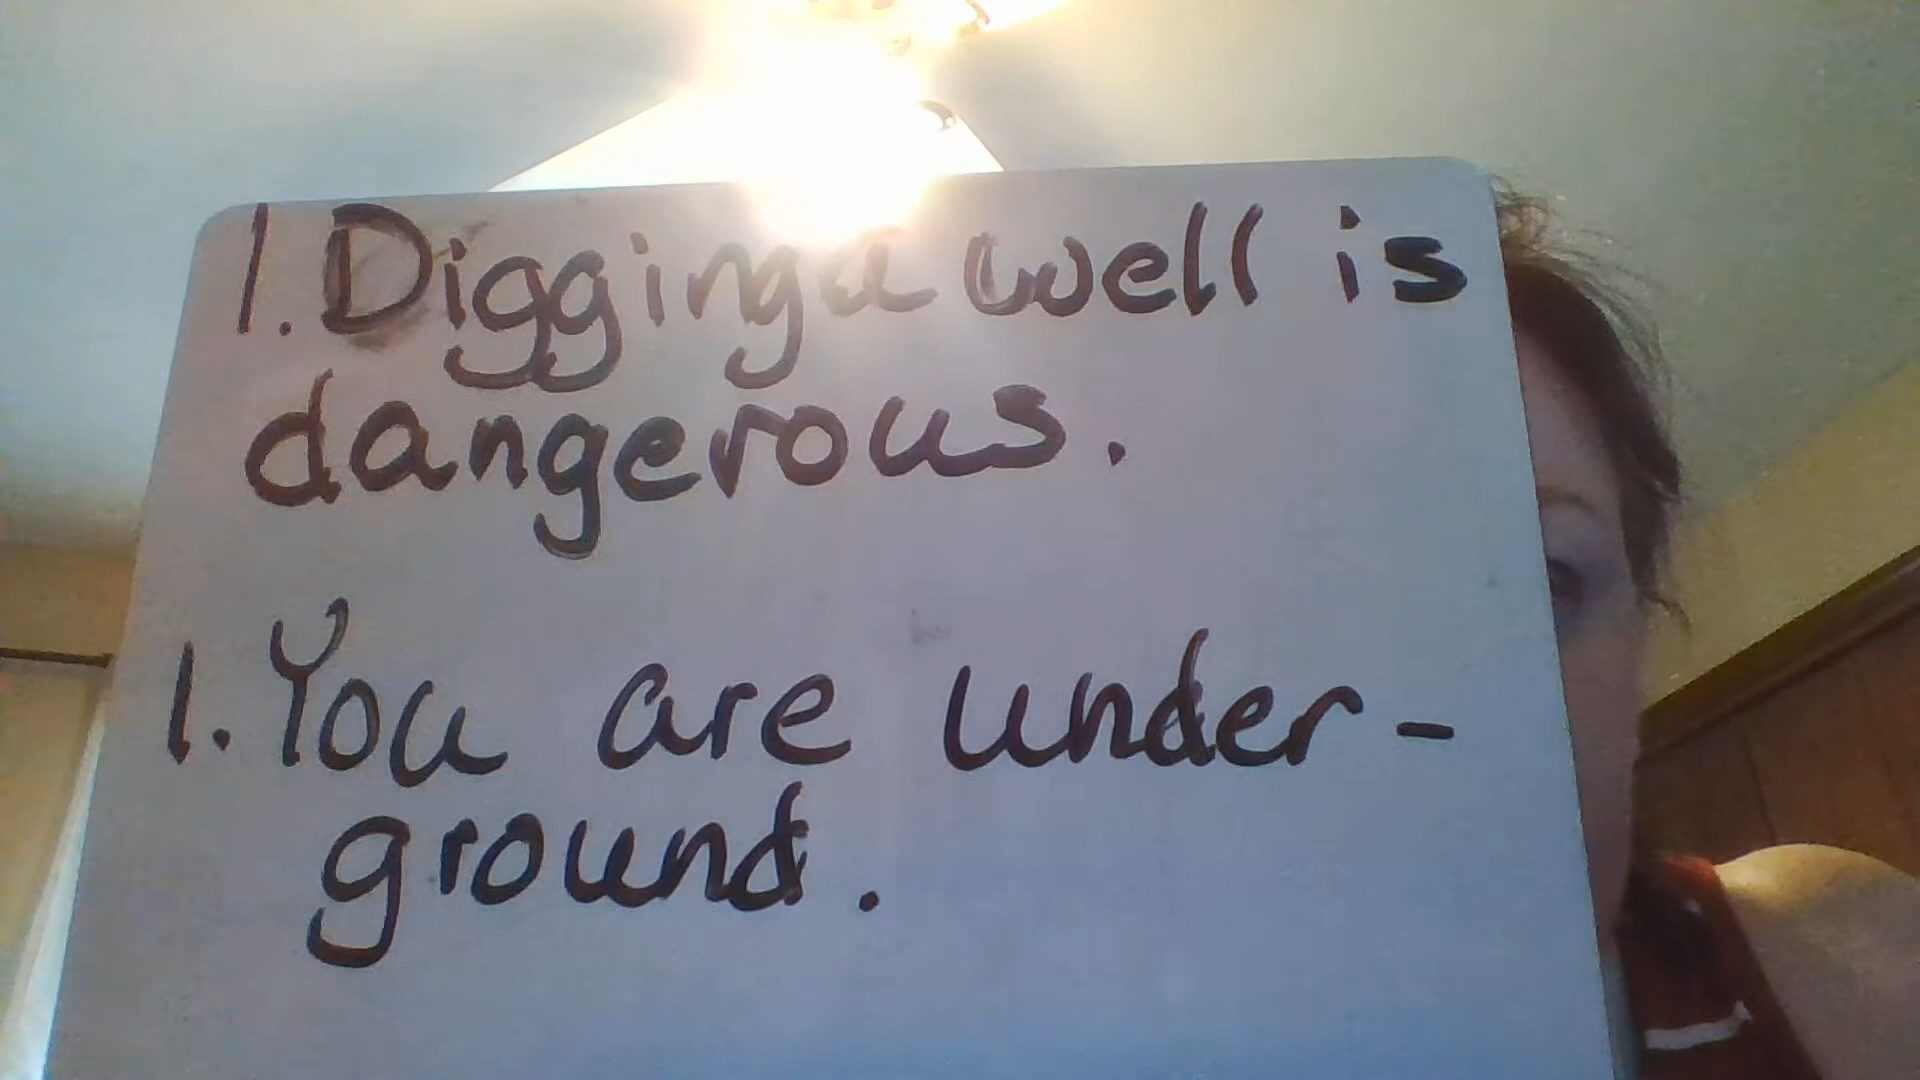 1. Digging a well is
dangerous.
1. You are under-
ground.